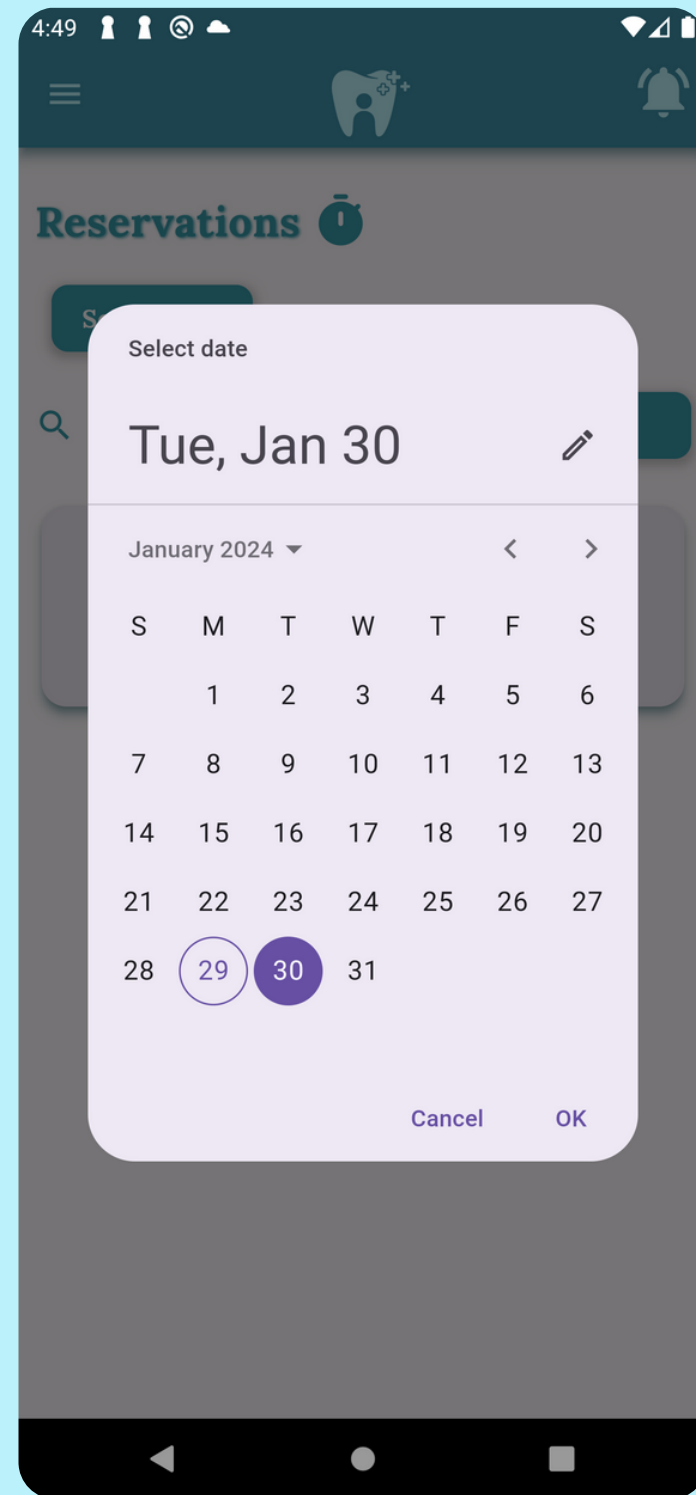 4:49
Reservations
Select date
Tue, Jan 30
January 2024
S M T W T F S
1 2 3 4 5 6
7 8 9 10 11 12 13
14 15 16 17 18 19 20
21 22 23 24 25 26 27
28 29 30 31
Cancel OK